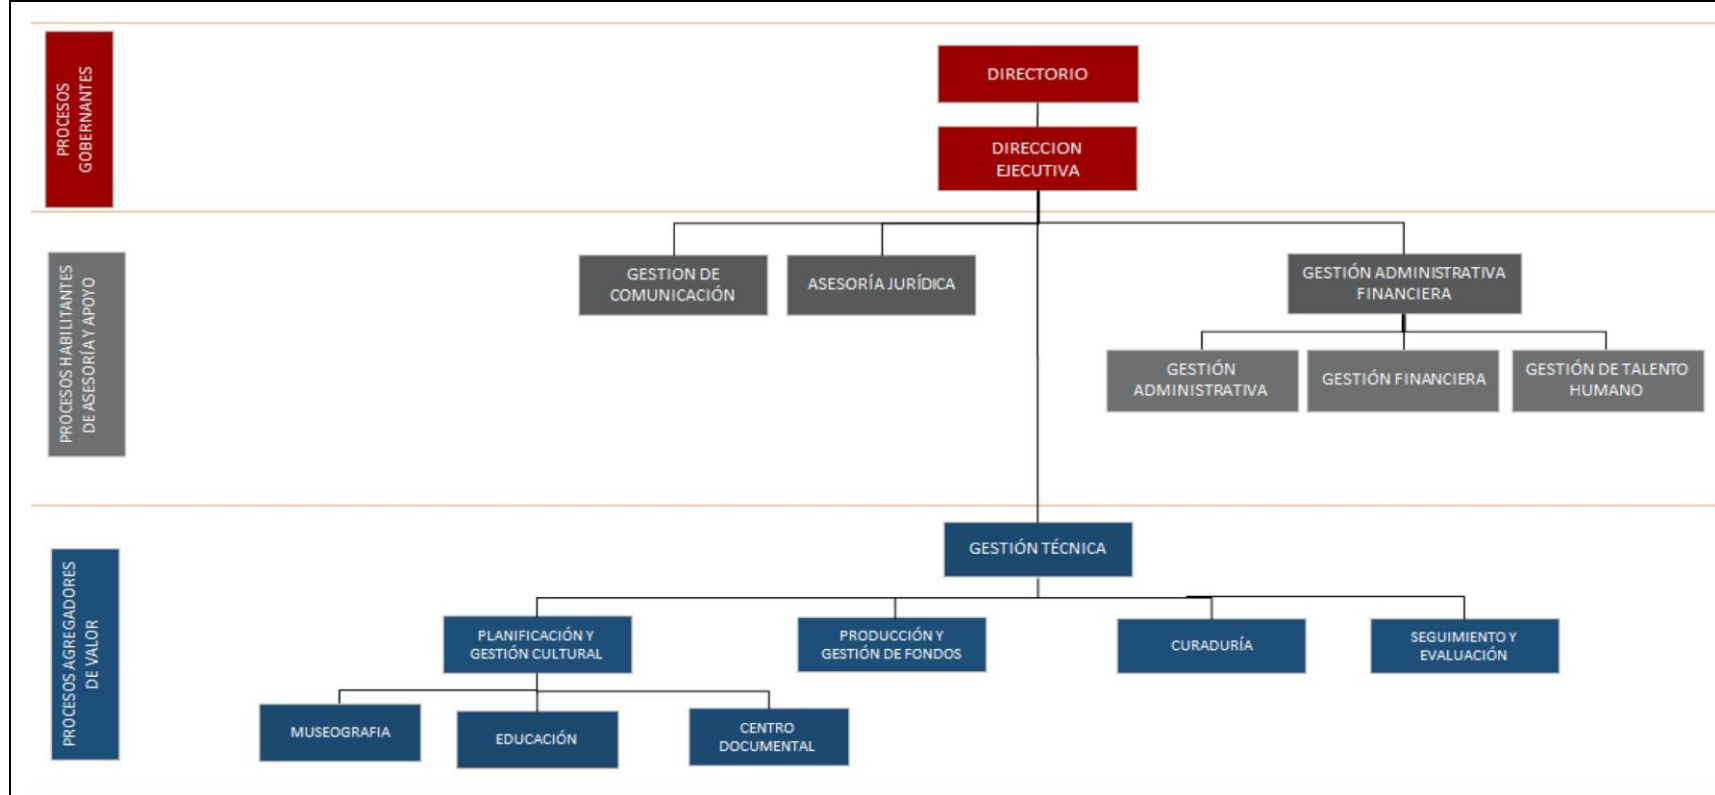 PROCESOS
GOBERNANTES
DIRECTORIO
DIRECCION
EJECUTIVA
PROCESOS HABILITANTES
DE ASESORÍA Y APOYO
GESTION DE
COMUNICACIÓN
ASESORÍA JURÍDICA
GESTIÓN ADMINISTRATIVA
FINANCIERA
GESTIÓN
ADMINISTRATIVA
GESTIÓN FINANCIERA
GESTIÓN DE TALENTO
HUMANO
PROCESOS AGREGADORES
DE VALOR
GESTIÓN TÉCNICA
PLANIFICACIÓN Y
GESTIÓN CULTURAL
PRODUCCIÓN Y
GESTIÓN DE FONDOS
CURADURÍA
SEGUIMIENTO Y
EVALUACIÓN
MUSEOGRAFIA
EDUCACIÓN
CENTRO
DOCUMENTAL